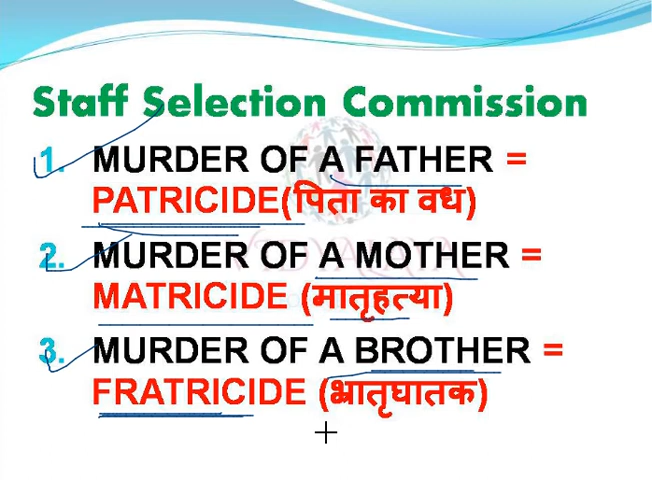 Staff Selection Commission
1. MURDER OF A FATHER =
PATRICIDE(पिता का वध)
2. MURDER OF A MOTHER =
MATRICIDE (मातृहत्या)
3. MURDER OF A BROTHER =
FRATRICIDE (भ्रातृघातक)